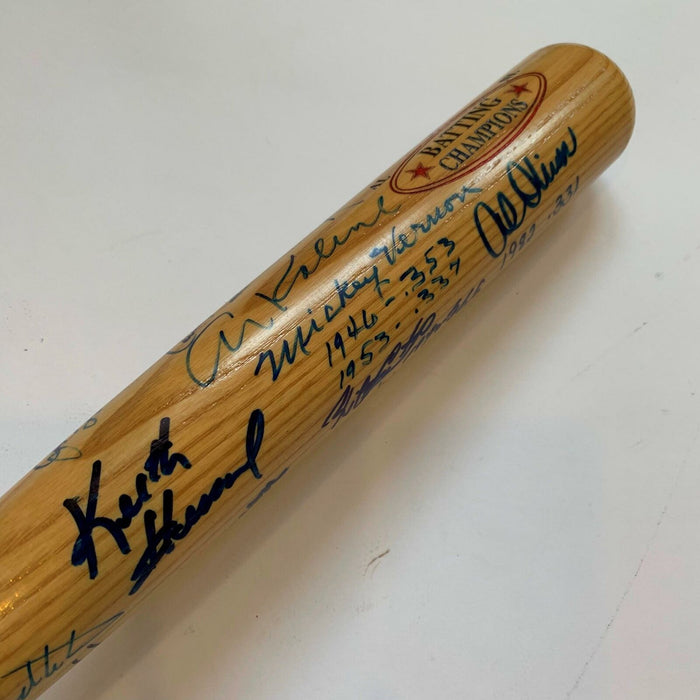 BATTING
CHAMPIONS
Al Oliver
1982 .331
Al Kaline
Mickey Vernon
1946 - .353
1953 - .337
Keith
Hernandez